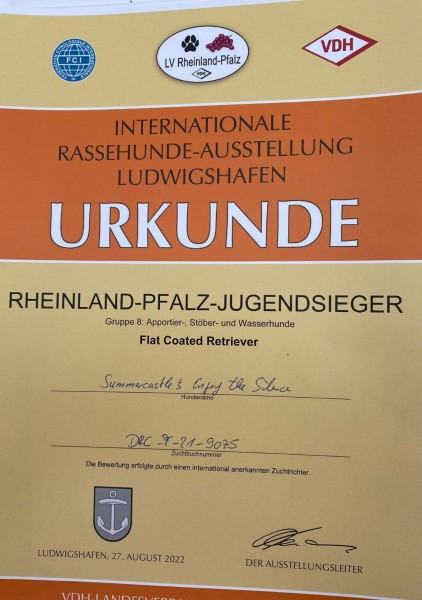 FCI
LV Rheinland-Pfalz
VDH
VDH
INTERNATIONALE
RASSEHUNDE-AUSSTELLUNG
LUDWIGSHAFEN
URKUNDE
RHEINLAND-PFALZ-JUGENDSIEGER
Gruppe 8: Apportier-, Stöber- und Wasserhunde
Flat Coated Retriever
Summercastle's Enjoy the Silence
Hundename
DRC-F-21-9075
Zuchtbuchnummer
Die Bewertung erfolgte durch einen international anerkannten Zuchtrichter.
LUDWIGSHAFEN, 27. AUGUST 2022
DER AUSSTELLUNGSLEITER